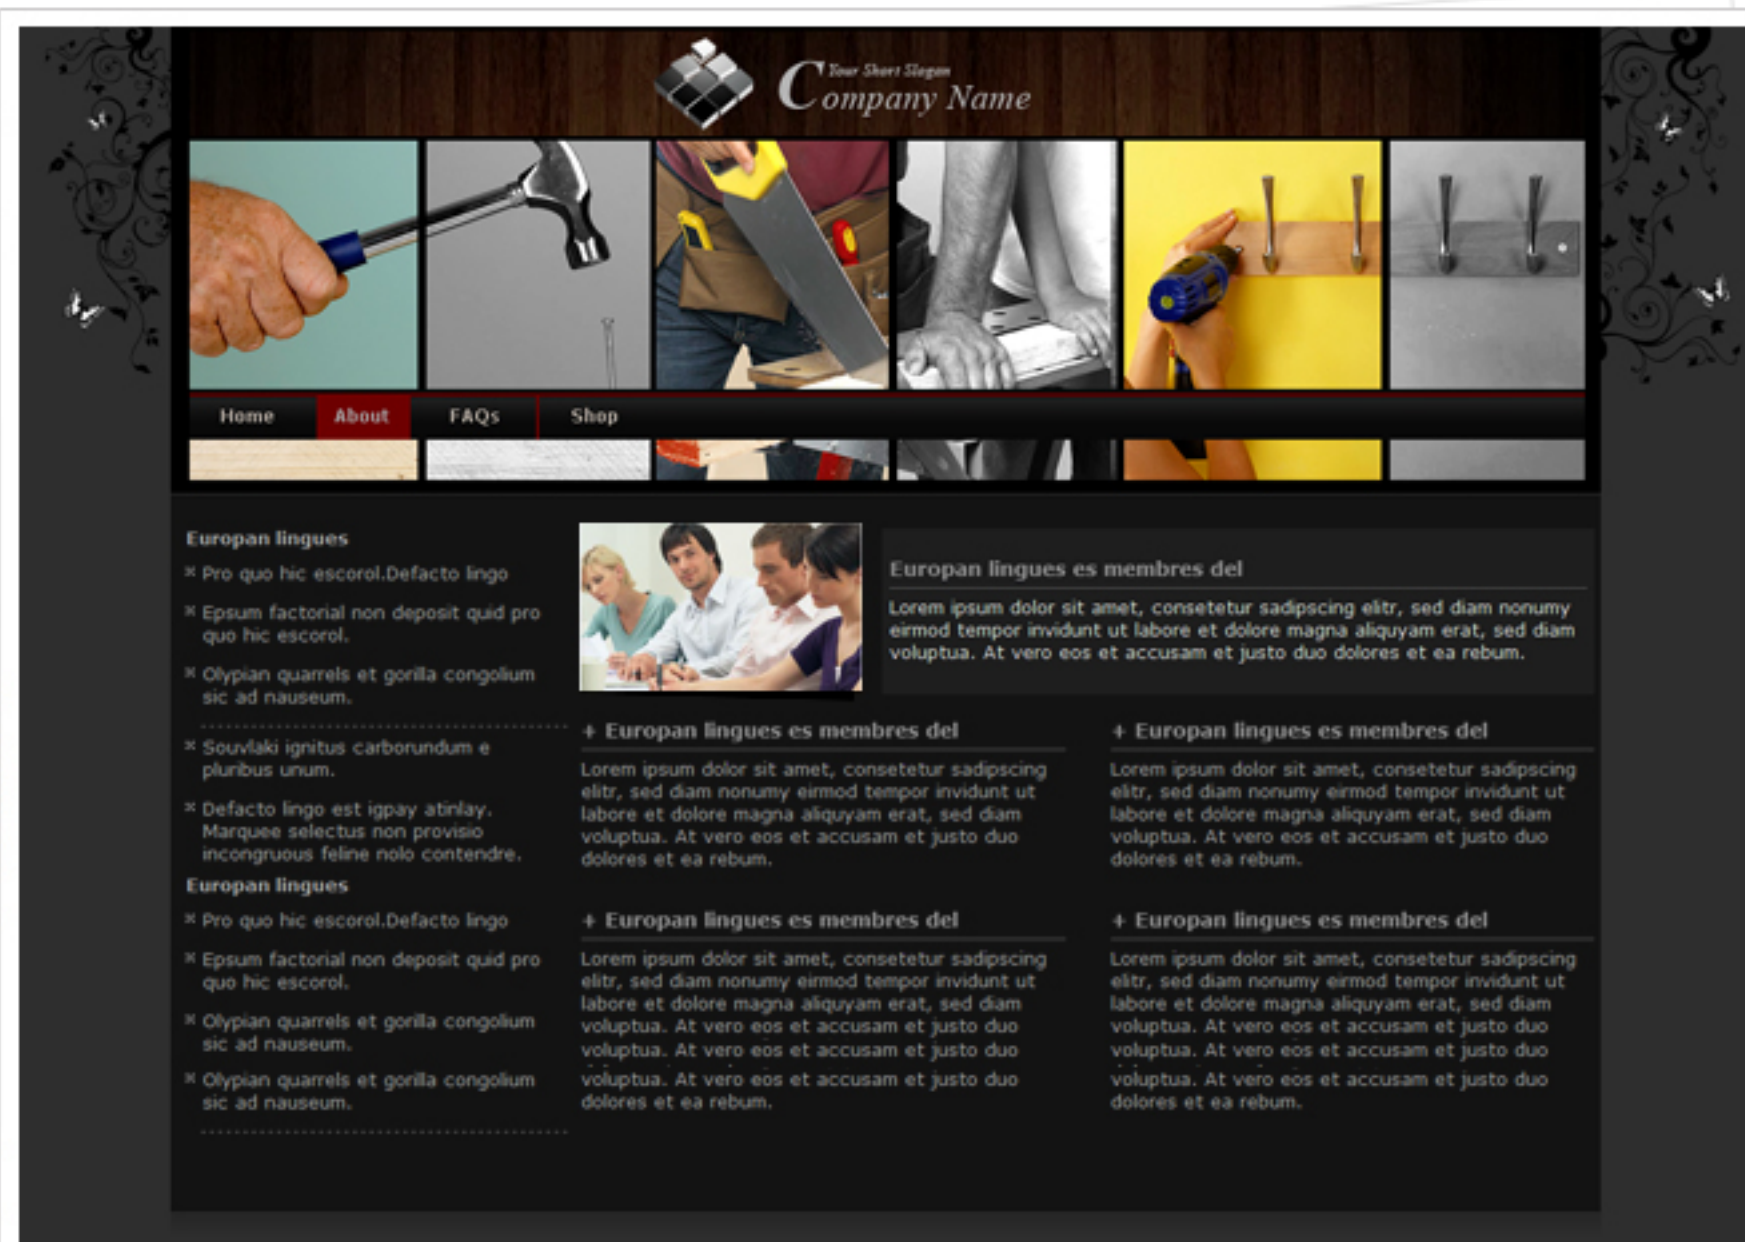 Your Short Slogan
Company Name
Home About FAQs Shop
Europan lingues
Pro quo hic escorol.Defacto lingo
Epsum factorial non deposit quid pro
quo hic escorol.
Olypian quarrels et gorilla congolium
sic ad nauseum.
Souvlaki ignitus carborundum e
pluribus unum.
Defacto lingo est igpay atinlay.
Marquee selectus non provisio
incongruous feline nolo contendre.
Europan lingues
Pro quo hic escorol.Defacto lingo
Epsum factorial non deposit quid pro
quo hic escorol.
Olypian quarrels et gorilla congolium
sic ad nauseum.
Olypian quarrels et gorilla congolium
sic ad nauseum.
Europan lingues es membres del
Lorem ipsum dolor sit amet, consetetur sadipscing elitr, sed diam nonumy
eirmod tempor invidunt ut labore et dolore magna aliquyam erat, sed diam
voluptua. At vero eos et accusam et justo duo dolores et ea rebum.
+ Europan lingues es membres del
Lorem ipsum dolor sit amet, consetetur sadipscing
elitr, sed diam nonumy eirmod tempor invidunt ut
labore et dolore magna aliquyam erat, sed diam
voluptua. At vero eos et accusam et justo duo
dolores et ea rebum.
+ Europan lingues es membres del
Lorem ipsum dolor sit amet, consetetur sadipscing
elitr, sed diam nonumy eirmod tempor invidunt ut
labore et dolore magna aliquyam erat, sed diam
voluptua. At vero eos et accusam et justo duo
dolores et ea rebum.
+ Europan lingues es membres del
Lorem ipsum dolor sit amet, consetetur sadipscing
elitr, sed diam nonumy eirmod tempor invidunt ut
labore et dolore magna aliquyam erat, sed diam
voluptua. At vero eos et accusam et justo duo
voluptua. At vero eos et accusam et justo duo
voluptua. At vero eos et accusam et justo duo
dolores et ea rebum.
+ Europan lingues es membres del
Lorem ipsum dolor sit amet, consetetur sadipscing
elitr, sed diam nonumy eirmod tempor invidunt ut
labore et dolore magna aliquyam erat, sed diam
voluptua. At vero eos et accusam et justo duo
voluptua. At vero eos et accusam et justo duo
voluptua. At vero eos et accusam et justo duo
dolores et ea rebum.